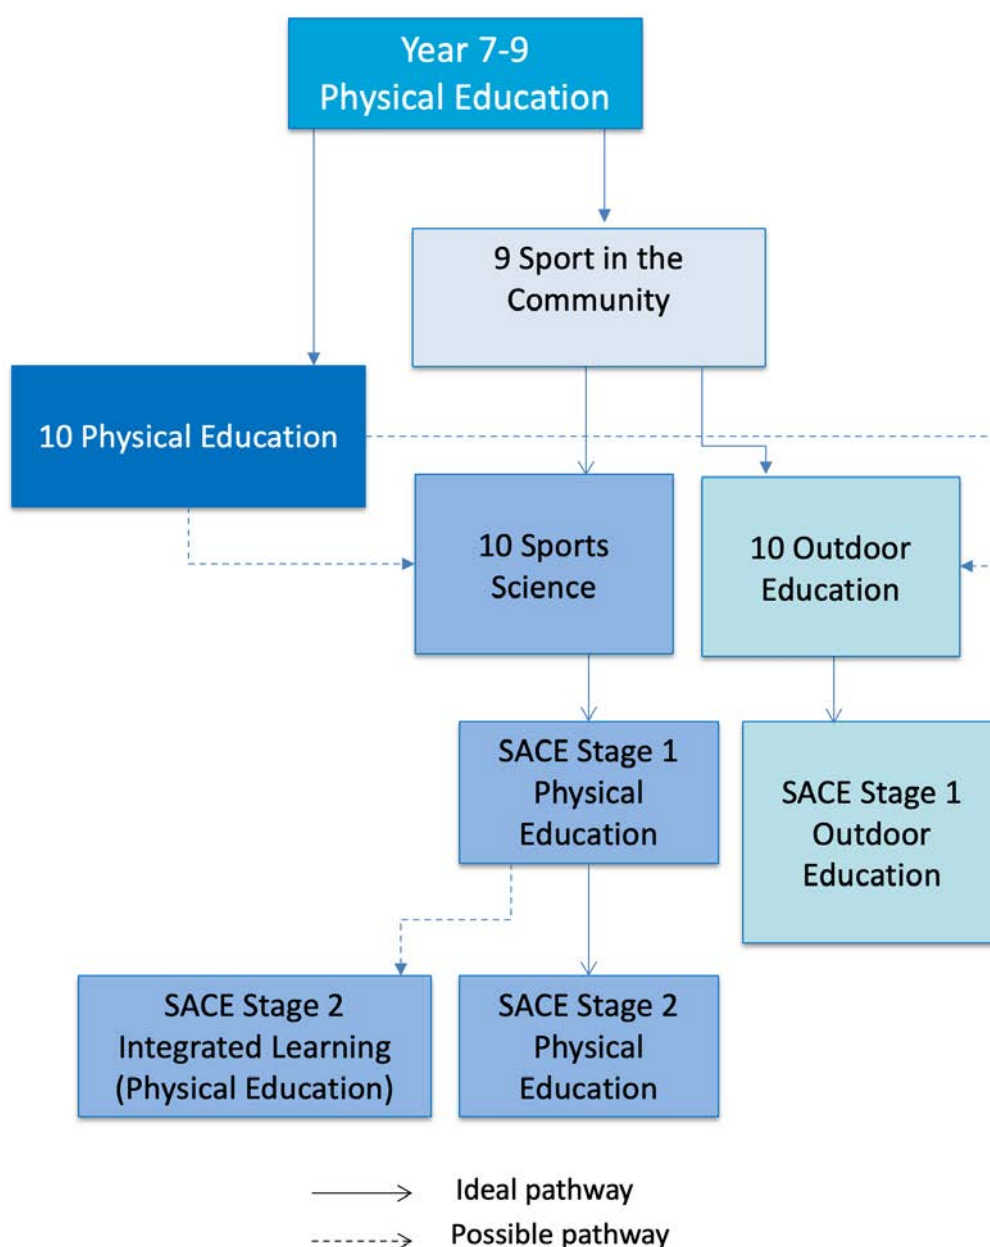 Year 7-9
Physical Education
9 Sport in the
Community
10 Physical Education
10 Sports
Science
10 Outdoor
Education
SACE Stage 1
Physical
Education
SACE Stage 1
Outdoor
Education
SACE Stage 2
Integrated Learning
(Physical Education)
SACE Stage 2
Physical
Education
Ideal pathway
Possible pathway